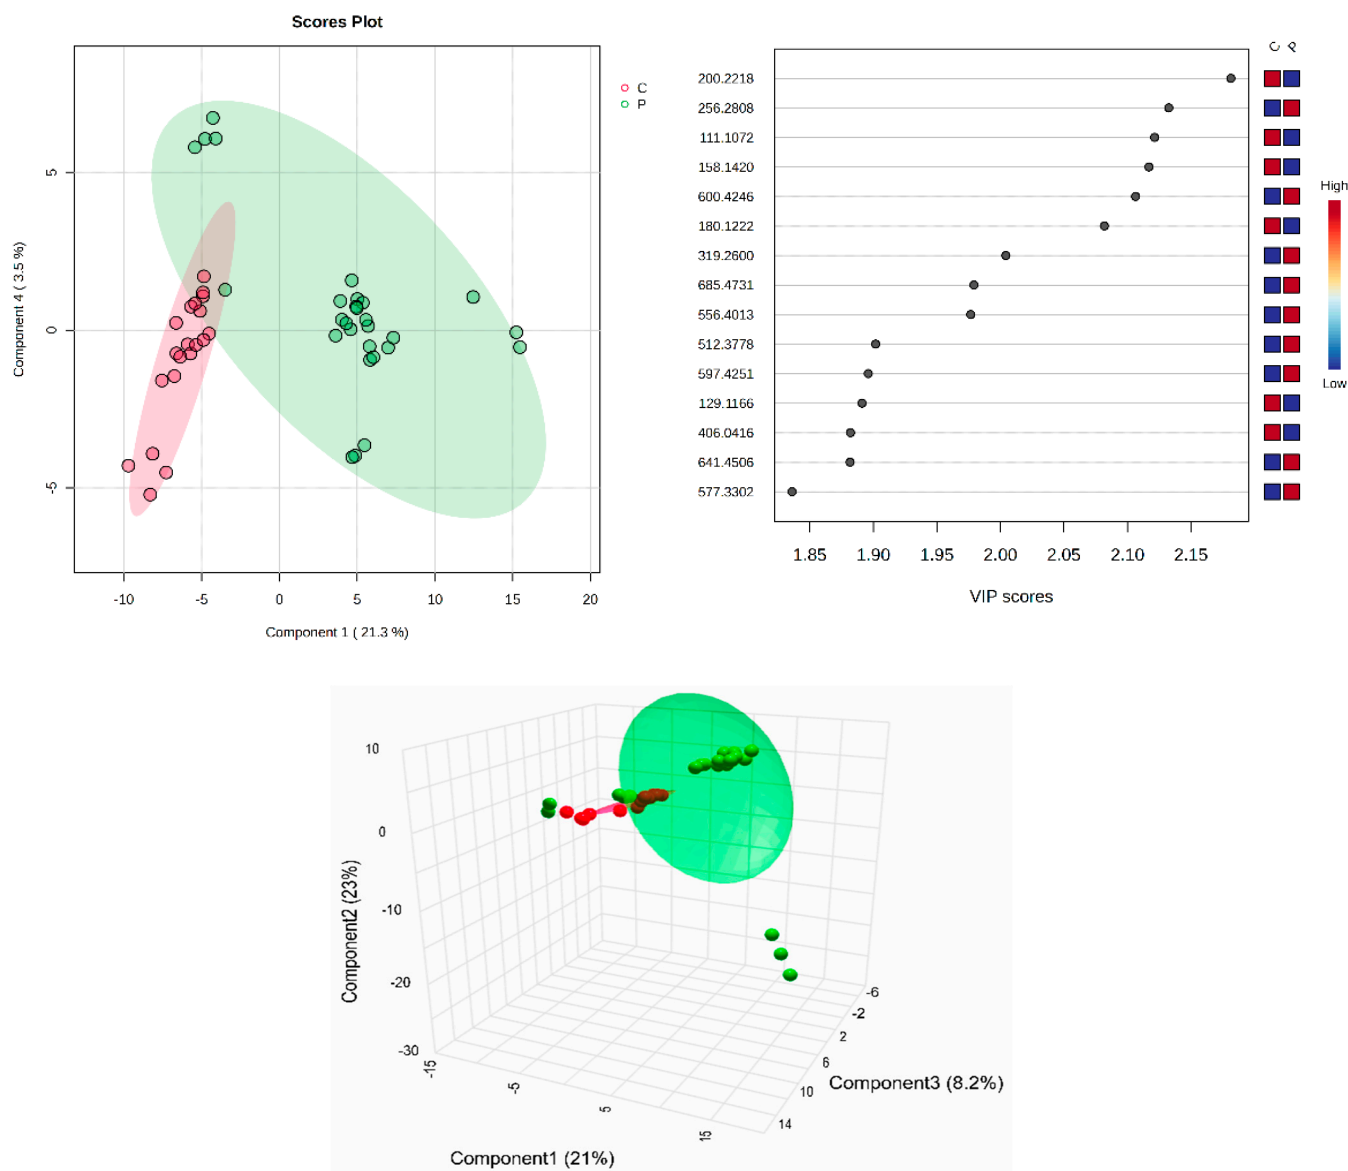 Scores Plot
C
P
Component 4 ( 3.5 %)
5
0
-5
-10 -5 0 5 10 15 20
Component 1 ( 21.3 %)
C P
200.2218
256.2808
111.1072
158.1420
600.4246
180.1222
319.2600
685.4731
556.4013
512.3778
597.4251
129.1166
406.0416
641.4506
577.3302
High
Low
1.85 1.90 1.95 2.00 2.05 2.10 2.15
VIP scores
Component2 (23%)
10
0
-10
-20
-30
-15
-5
5
15
Component1 (21%)
-6
-2
2
6
10
14
Component3 (8.2%)